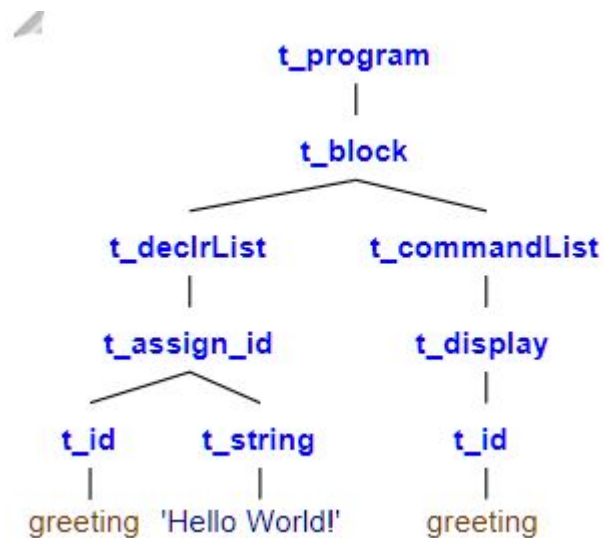 t_program
t_block
t_declrList t_commandList
t_assign_id t_display
t_id t_string t_id
greeting 'Hello World!' greeting